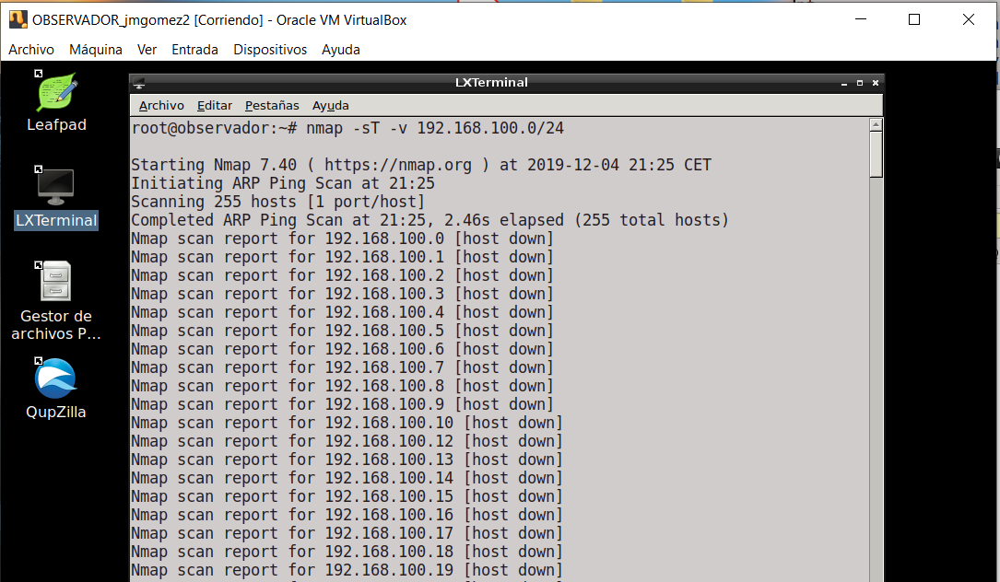 OBSERVADOR_jmgomez2 [Corriendo] - Oracle VM VirtualBox
Archivo Máquina Ver Entrada Dispositivos Ayuda
Leafpad
LXTerminal
Gestor de
archivos P...
QupZilla
LXTerminal
Archivo Editar Pestañas Ayuda
root@observador:~# nmap -sT -v 192.168.100.0/24
Starting Nmap 7.40 ( https://nmap.org ) at 2019-12-04 21:25 CET
Initiating ARP Ping Scan at 21:25
Scanning 255 hosts [1 port/host]
Completed ARP Ping Scan at 21:25, 2.46s elapsed (255 total hosts)
Nmap scan report for 192.168.100.0 [host down]
Nmap scan report for 192.168.100.1 [host down]
Nmap scan report for 192.168.100.2 [host down]
Nmap scan report for 192.168.100.3 [host down]
Nmap scan report for 192.168.100.4 [host down]
Nmap scan report for 192.168.100.5 [host down]
Nmap scan report for 192.168.100.6 [host down]
Nmap scan report for 192.168.100.7 [host down]
Nmap scan report for 192.168.100.8 [host down]
Nmap scan report for 192.168.100.9 [host down]
Nmap scan report for 192.168.100.10 [host down]
Nmap scan report for 192.168.100.12 [host down]
Nmap scan report for 192.168.100.13 [host down]
Nmap scan report for 192.168.100.14 [host down]
Nmap scan report for 192.168.100.15 [host down]
Nmap scan report for 192.168.100.16 [host down]
Nmap scan report for 192.168.100.17 [host down]
Nmap scan report for 192.168.100.18 [host down]
Nmap scan report for 192.168.100.19 [host down]